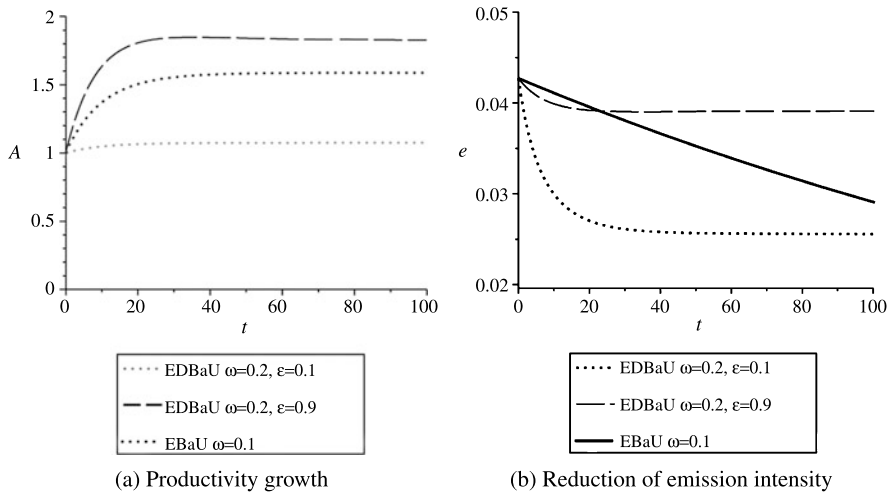 2
1.5
A
1
0.5
0
0 20 40 60 80 100
t
EDBaU ω=0.2, ε=0.1
EDBaU ω=0.2, ε=0.9
EBaU ω=0.1
(a) Productivity growth
0.05
0.04
e
0.03
0.02
0 20 40 60 80 100
t
EDBaU ω=0.2, ε=0.1
EDBaU ω=0.2, ε=0.9
EBaU ω=0.1
(b) Reduction of emission intensity